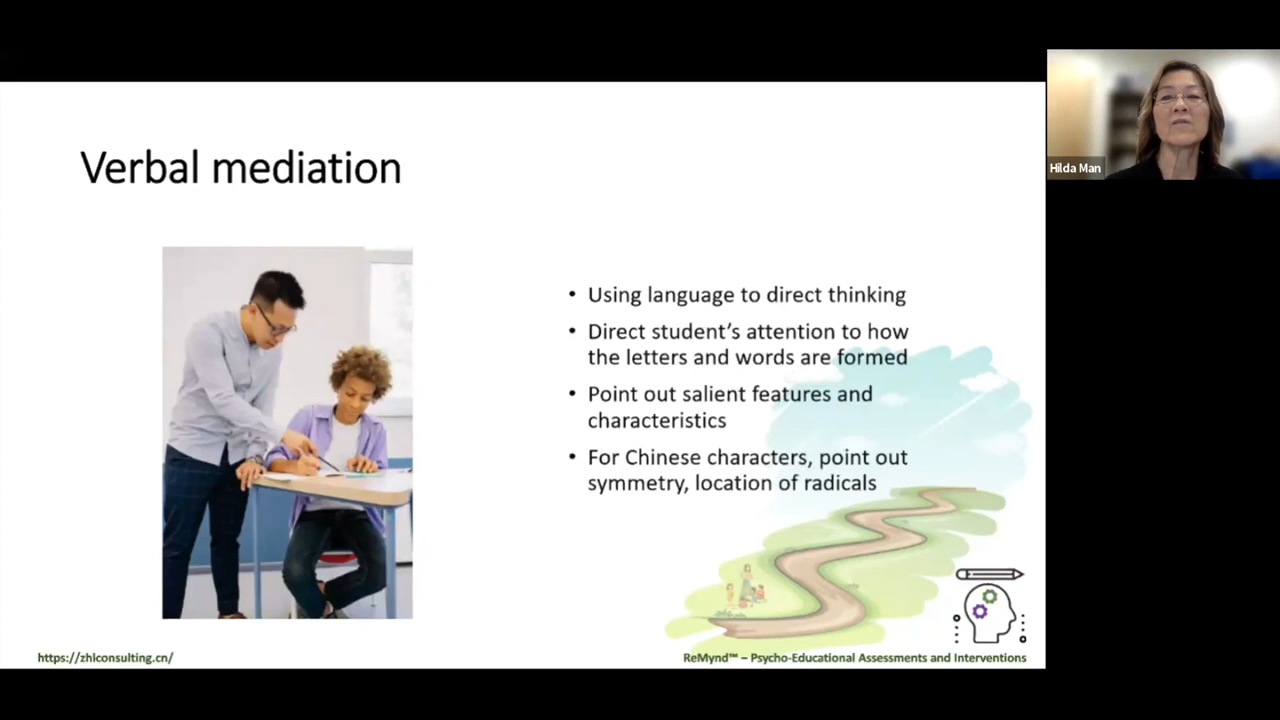 Verbal mediation
Hilda Man
• Using language to direct thinking
• Direct student’s attention to how
the letters and words are formed
• Point out salient features and
characteristics
• For Chinese characters, point out
symmetry, location of radicals
https://zhlconsulting.cn/
ReMynd™ – Psycho-Educational Assessments and Interventions